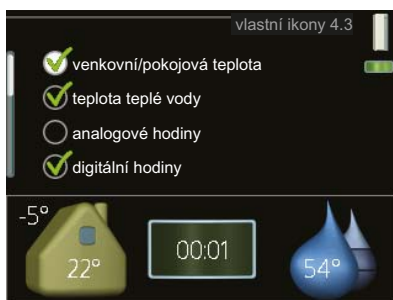 vlastní ikony 4.3
venkovní/pokojová teplota
teplota teplé vody
analogové hodiny
digitální hodiny
-5°
22°
00:01
54°